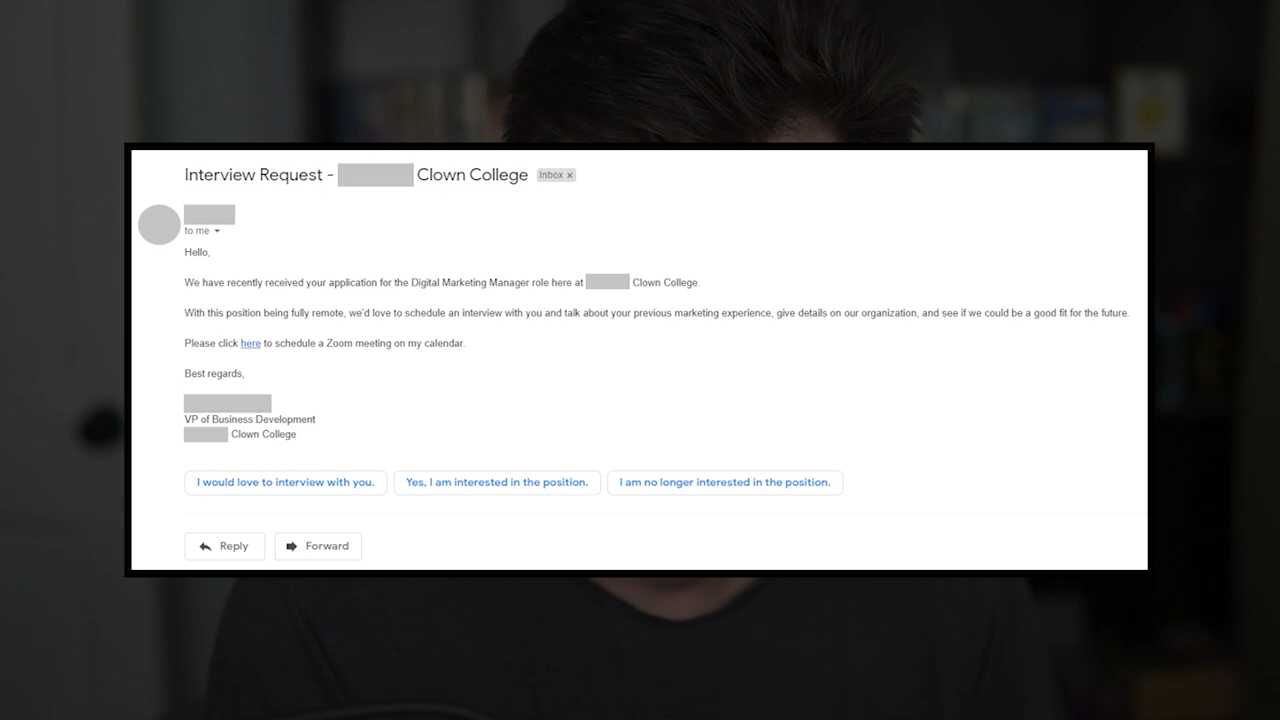 Interview Request - Clown College Inbox x
to me
Hello,
We have recently received your application for the Digital Marketing Manager role here at Clown College.
With this position being fully remote, we'd love to schedule an interview with you and talk about your previous marketing experience, give details on our organization, and see if we could be a good fit for the future.
Please click here to schedule a Zoom meeting on my calendar.
Best regards,
VP of Business Development
Clown College
I would love to interview with you. Yes, I am interested in the position. I am no longer interested in the position.
Reply Forward